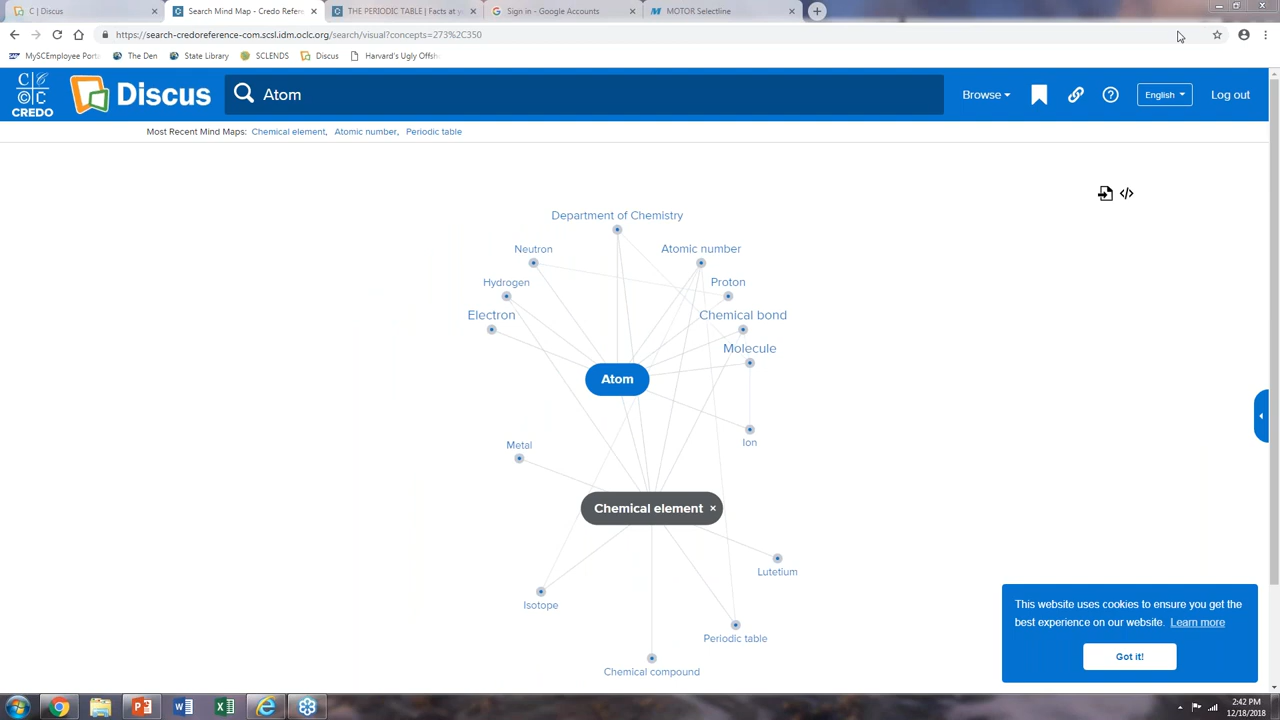 C | Discus
Search Mind Map - Credo Refere
THE PERIODIC TABLE | Facts at y
Sign in - Google Accounts
MOTOR Selectline
https://search-credoreference-com.scsl.idm.oclc.org/search/visual?concepts=273%2C350
MySCEmployee Porta
The Den
State Library
SCLENDS
Discus
Harvard's Ugly Offsh
CREDO
Discus
Atom
Browse
English
Log out
Most Recent Mind Maps: Chemical element, Atomic number, Periodic table
Department of Chemistry
Neutron
Atomic number
Hydrogen
Proton
Electron
Chemical bond
Molecule
Atom
Metal
Ion
Chemical element ×
Lutetium
Isotope
Periodic table
Chemical compound
This website uses cookies to ensure you get the
best experience on our website. Learn more
Got it!
2:42 PM
12/18/2018